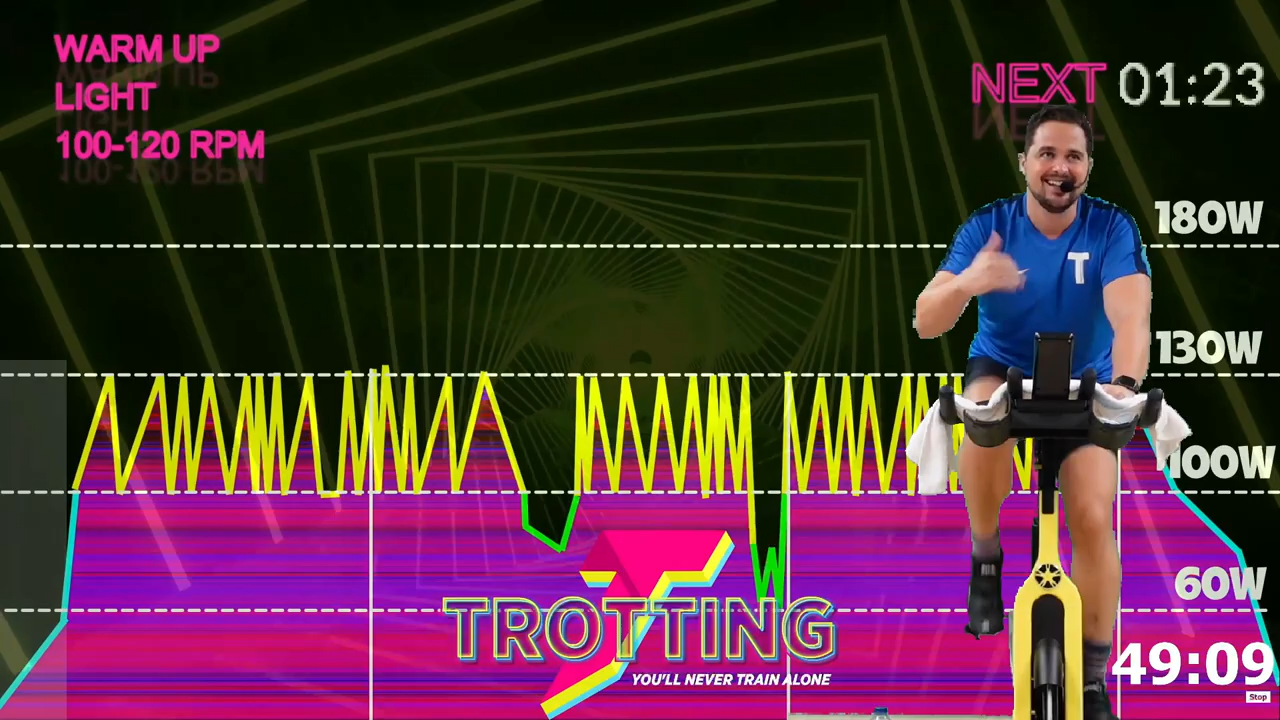 WARM UP
LIGHT
100-120 RPM
NEXT 01:23
180W
130W
100W
60W
T
TROTTING
YOU'LL NEVER TRAIN ALONE
49:09
Stop